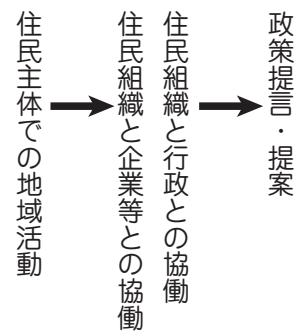 住民主体での地域活動
住民組織と企業等との協働
住民組織と行政との協働
政策提言・提案